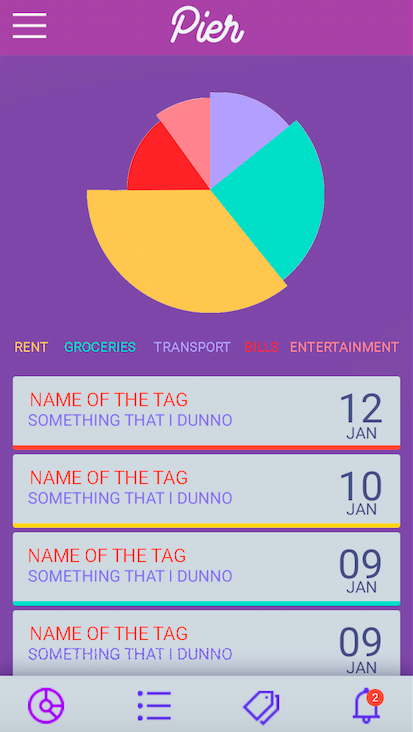 Pier
RENT GROCERIES TRANSPORT BILLS ENTERTAINMENT
NAME OF THE TAG
SOMETHING THAT I DUNNO
12
JAN
NAME OF THE TAG
SOMETHING THAT I DUNNO
10
JAN
NAME OF THE TAG
SOMETHING THAT I DUNNO
09
JAN
NAME OF THE TAG
SOMETHING THAT I DUNNO
09
JAN
2